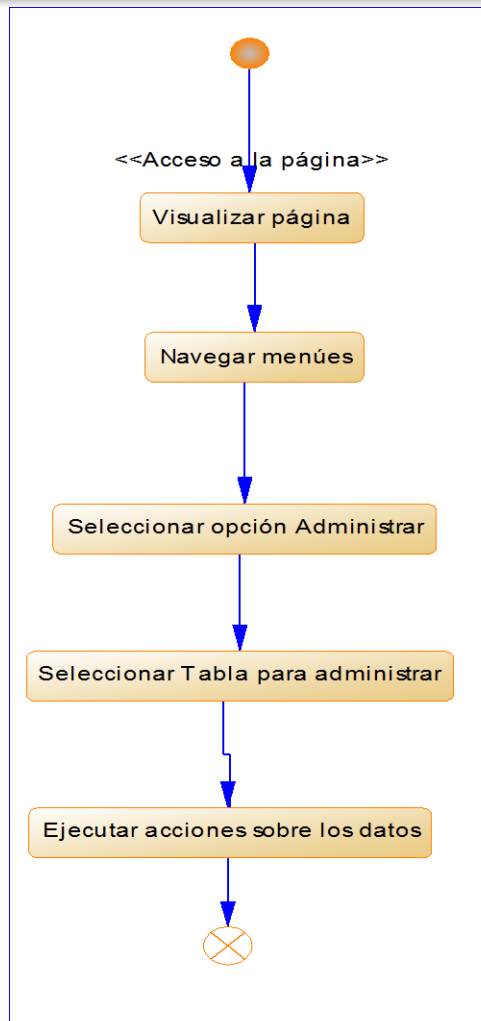 <<Acceso a la página>>
Visualizar página
Navegar menúes
Seleccionar opción Administrar
Seleccionar Tabla para administrar
Ejecutar acciones sobre los datos